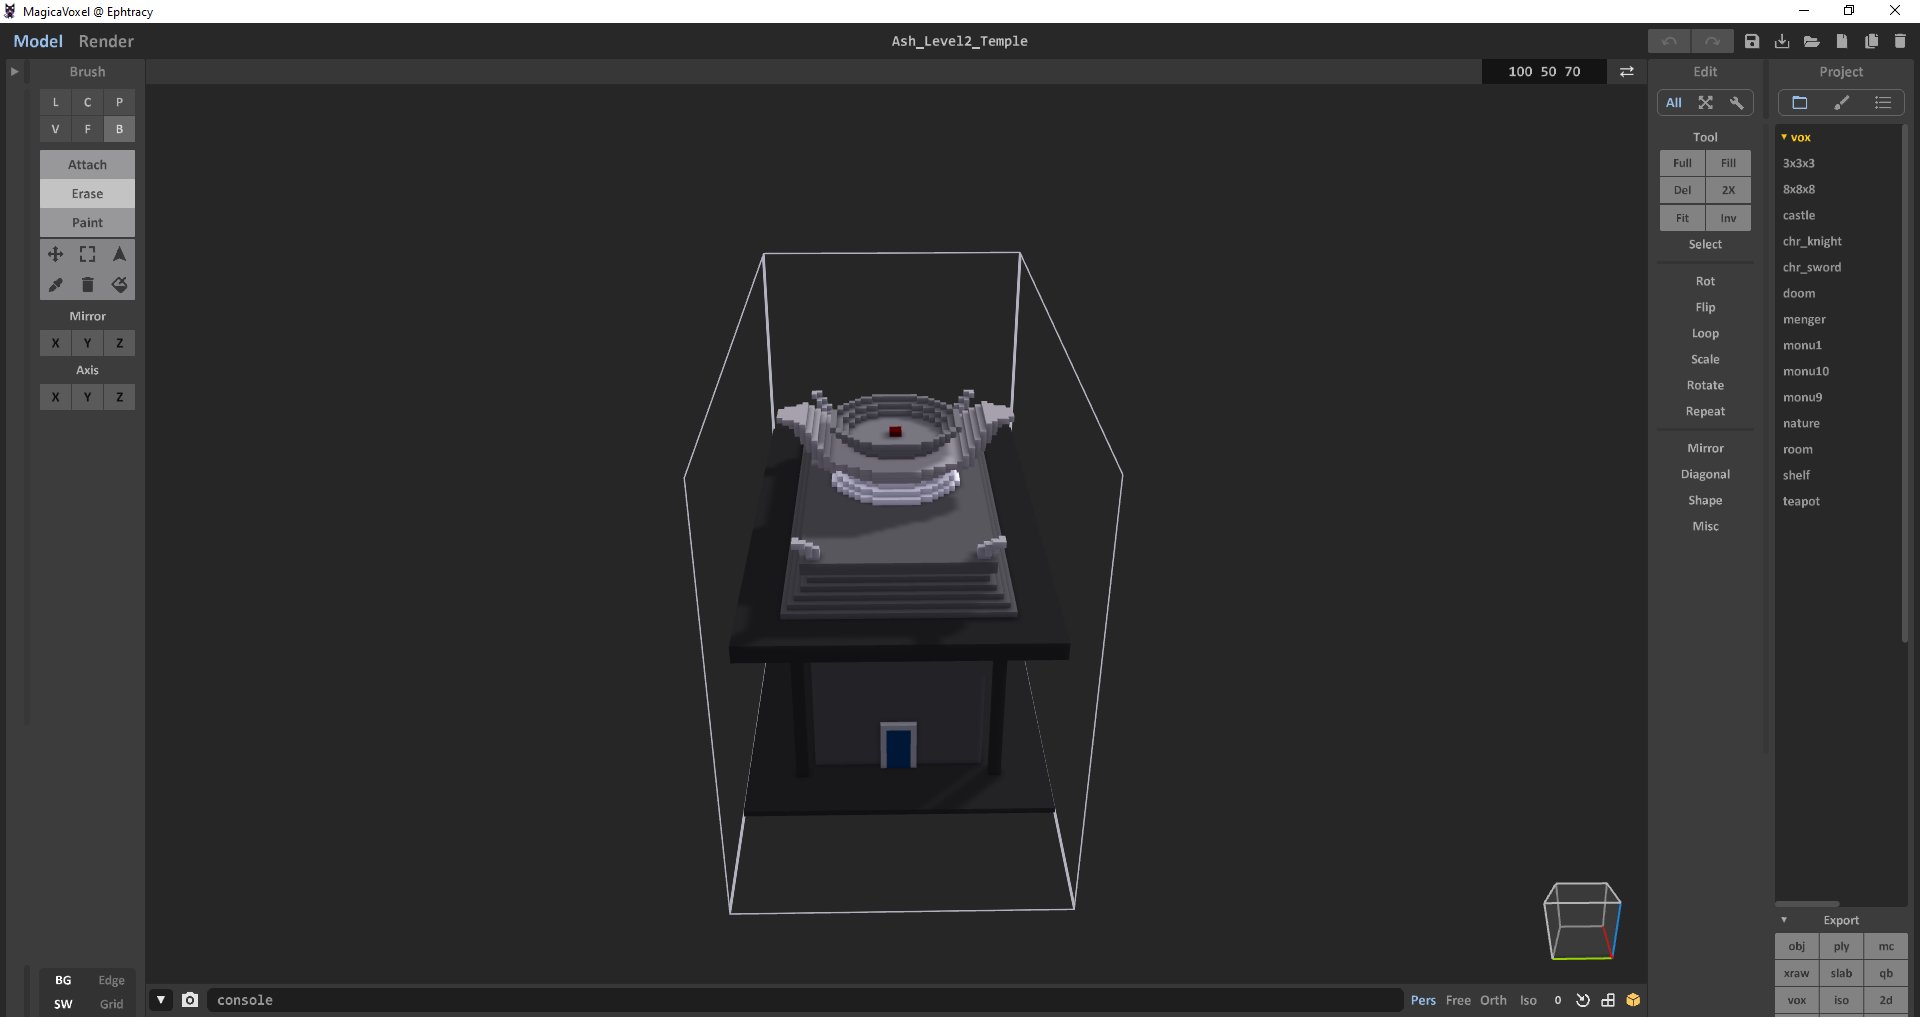 MagicaVoxel @ Ephtracy
Model Render
Ash_Level2_Temple
Brush
100 50 70
Edit
Project
L C P
V F B
All
Attach
Erase
Paint
Tool
Full Fill
Del 2X
Fit Inv
Select
Rot
Flip
Loop
Scale
Rotate
Repeat
Mirror
Diagonal
Shape
Misc
vox
3x3x3
8x8x8
castle
chr_knight
chr_sword
doom
menger
monu1
monu10
monu9
nature
room
shelf
teapot
Mirror
X Y Z
Axis
X Y Z
Export
obj ply mc
xraw slab qb
vox iso 2d
BG Edge
SW Grid
console
Pers Free Orth Iso 0